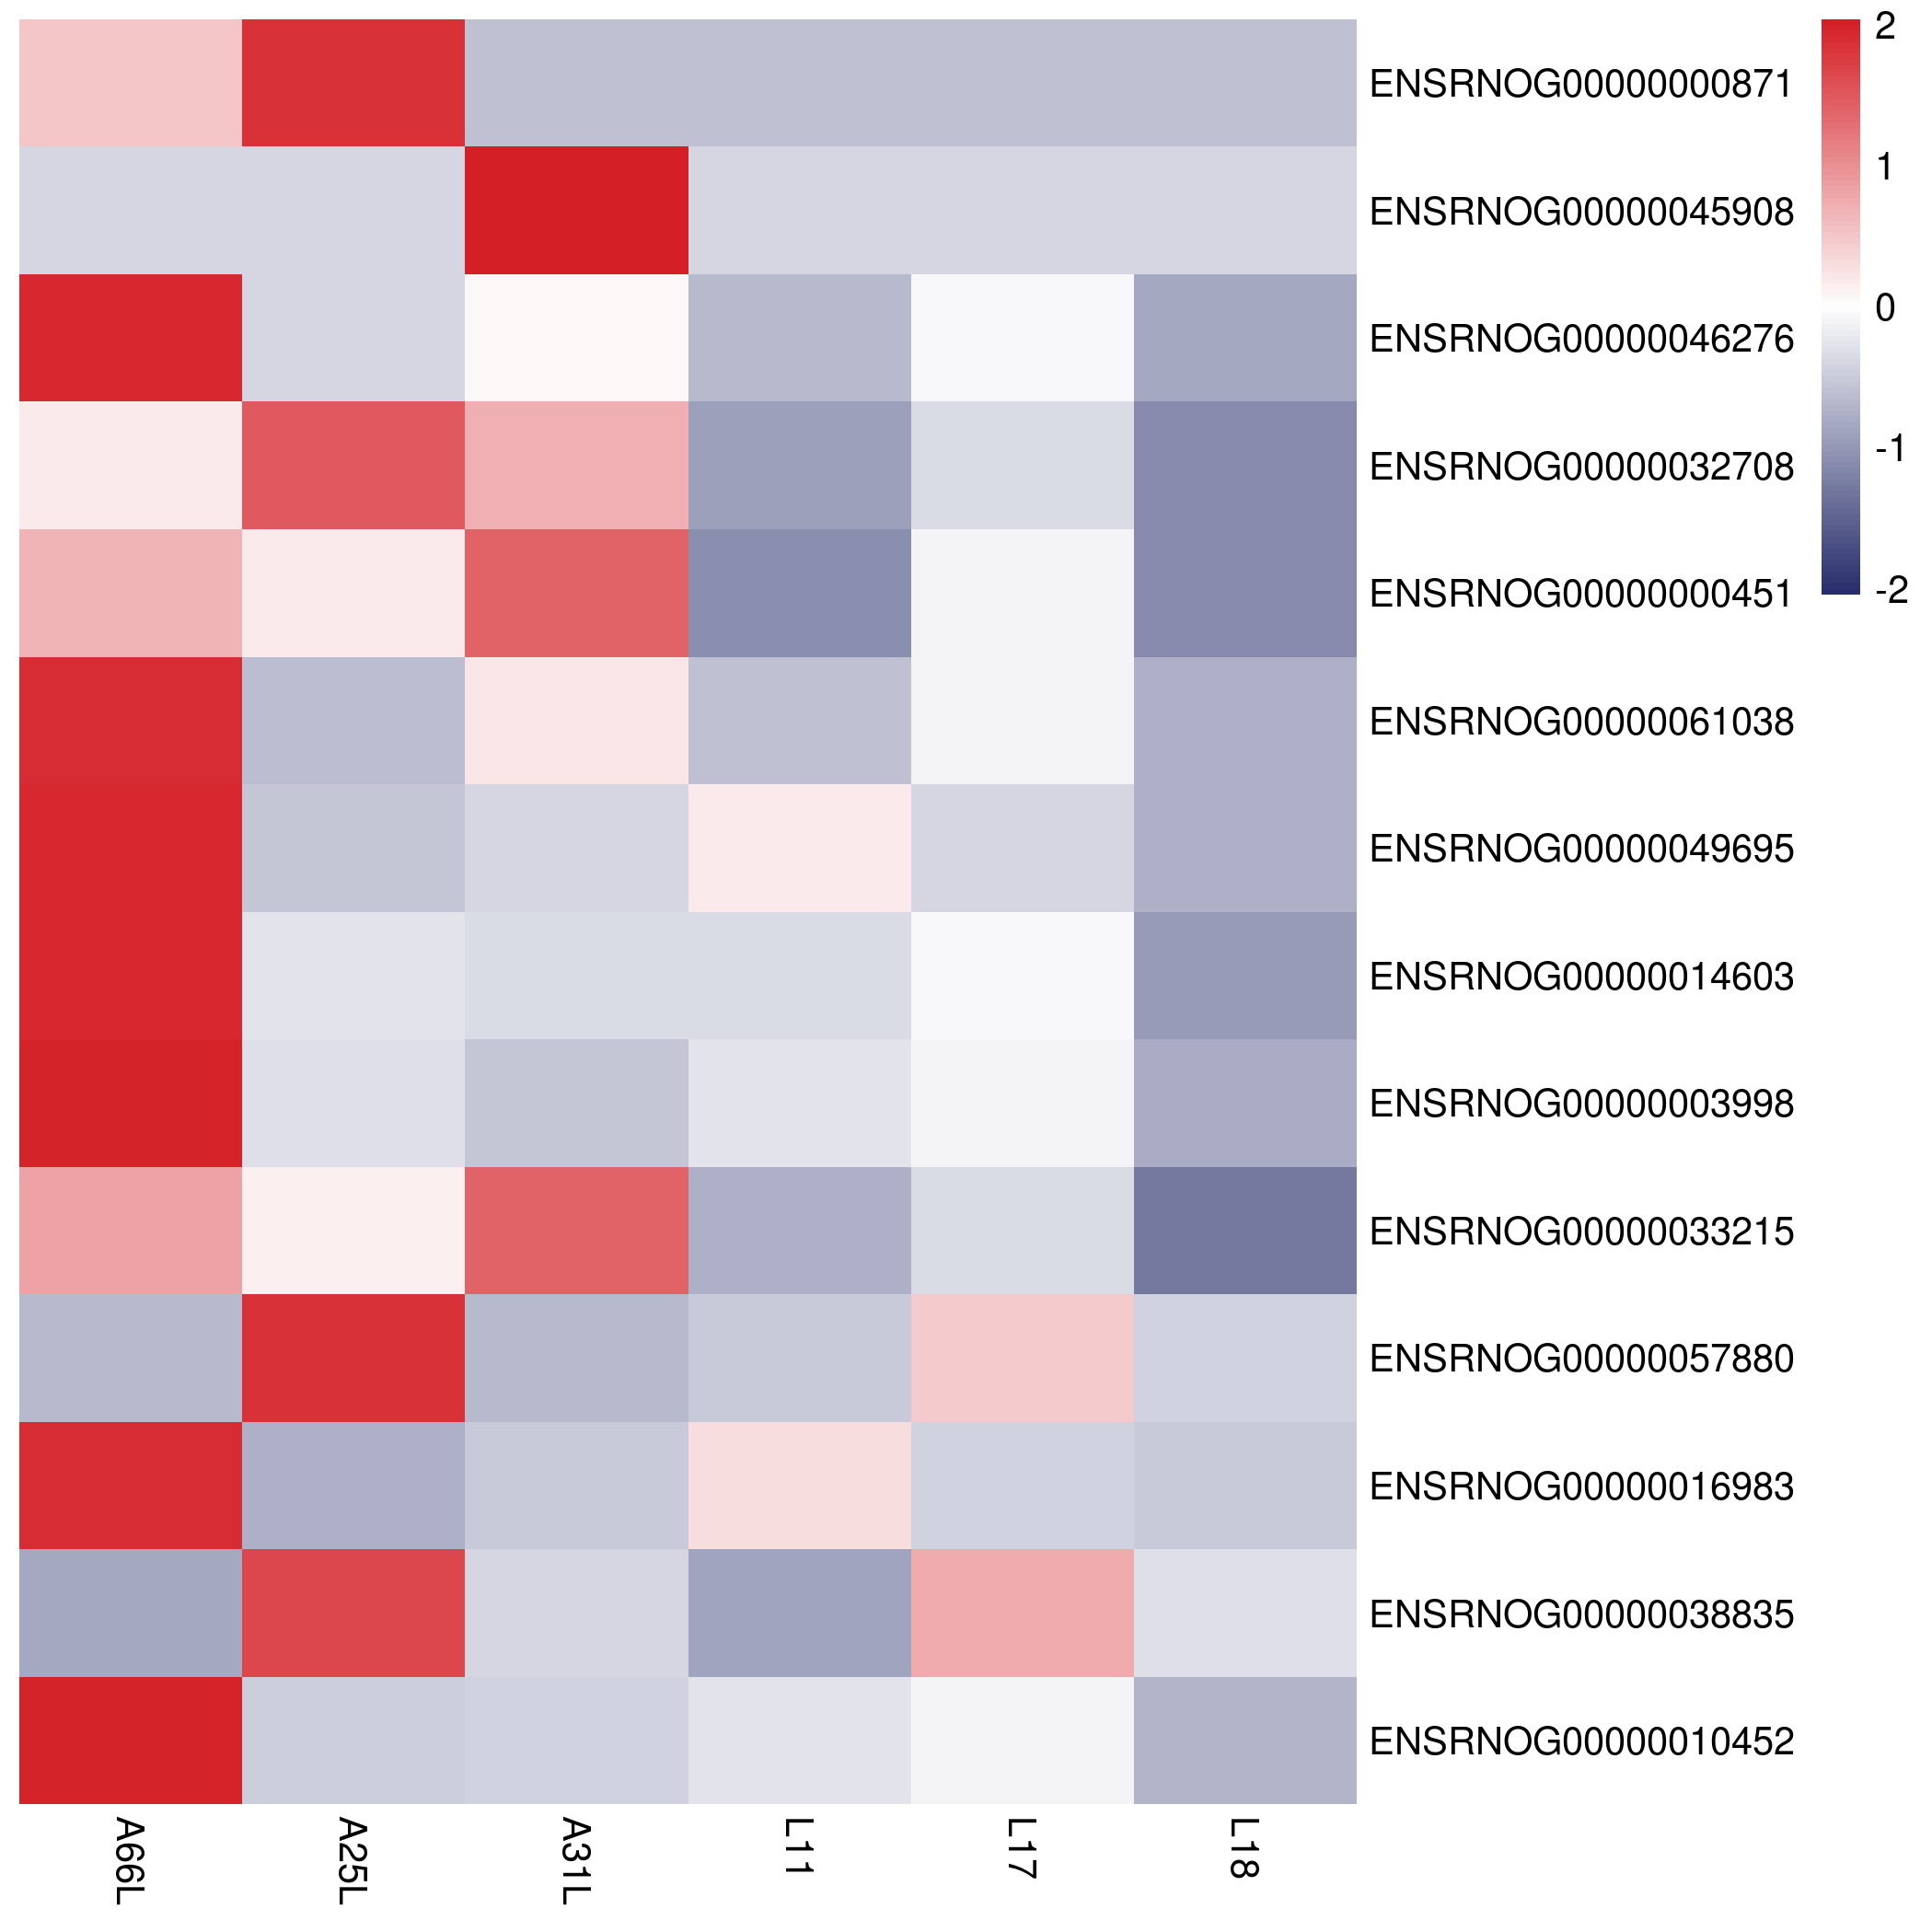 ENSRNOG00000000871
ENSRNOG00000045908
ENSRNOG00000046276
ENSRNOG00000032708
ENSRNOG00000000451
ENSRNOG00000061038
ENSRNOG00000049695
ENSRNOG00000014603
ENSRNOG00000003998
ENSRNOG00000033215
ENSRNOG00000057880
ENSRNOG00000016983
ENSRNOG00000038835
ENSRNOG00000010452
2
1
0
-1
-2
A66L
A25L
A31L
L11
L17
L18